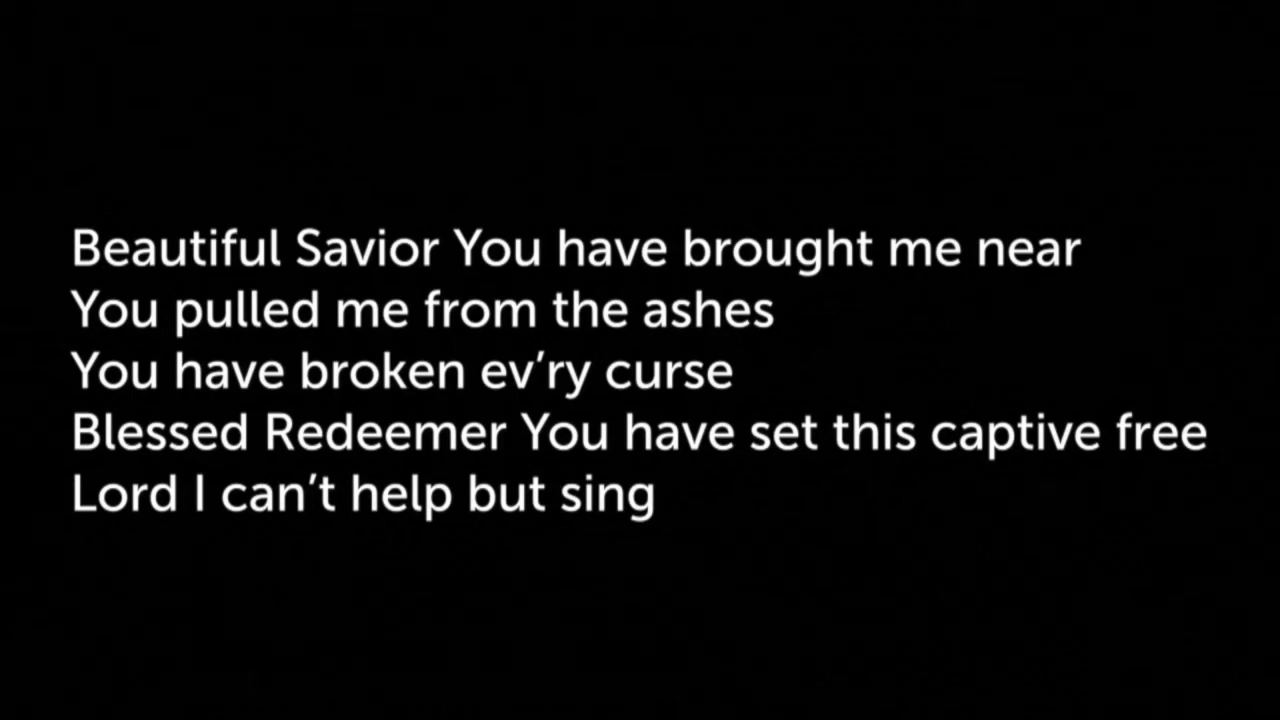 Beautiful Savior You have brought me near
You pulled me from the ashes
You have broken ev’ry curse
Blessed Redeemer You have set this captive free
Lord I can’t help but sing